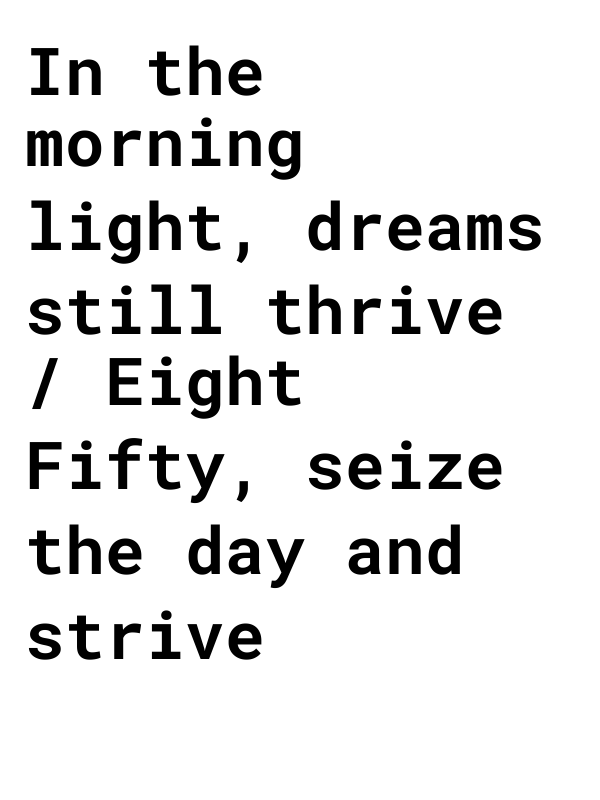 In the
morning
light, dreams
still thrive
/ Eight
Fifty, seize
the day and
strive